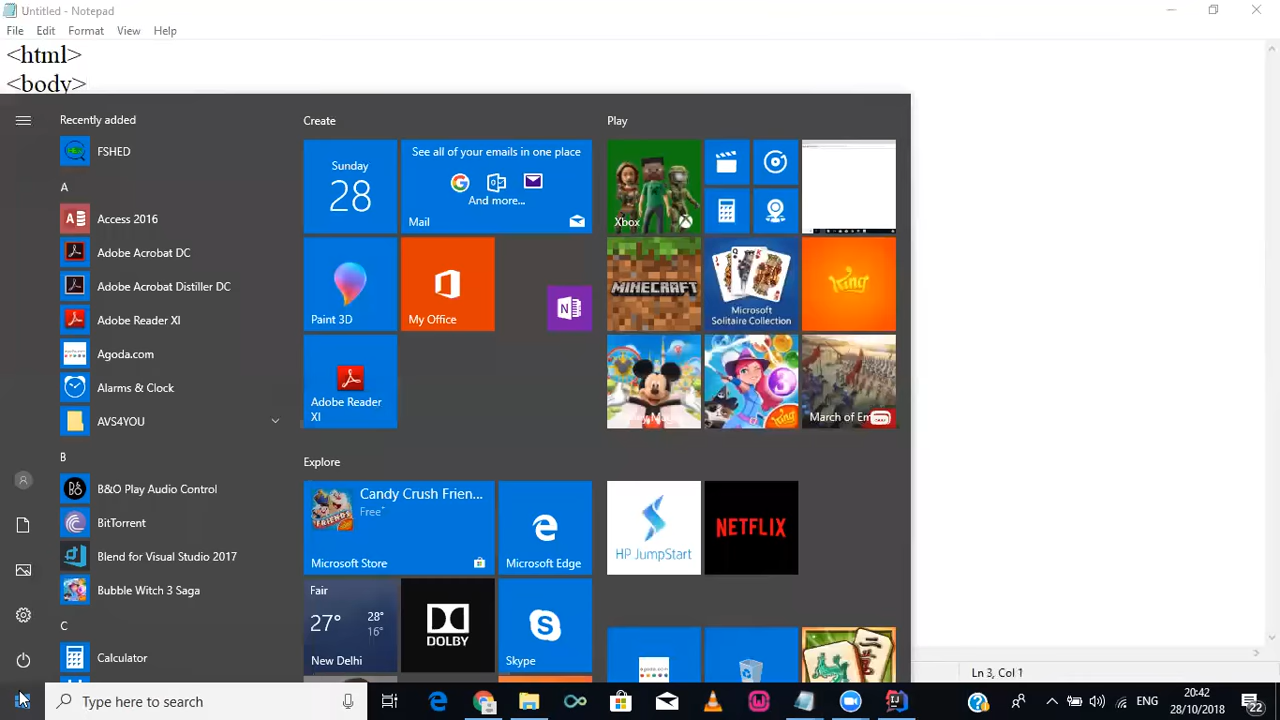 Untitled - Notepad
File Edit Format View Help
<html>
<body>
Recently added
FSHED
A
Access 2016
Adobe Acrobat DC
Adobe Acrobat Distiller DC
Adobe Reader XI
Agoda.com
Alarms & Clock
AVS4YOU
B
B&O Play Audio Control
BitTorrent
Blend for Visual Studio 2017
Bubble Witch 3 Saga
C
Calculator
Create
Sunday
28
See all of your emails in one place
And more...
Mail
Paint 3D
My Office
Adobe Reader
XI
Explore
Candy Crush Frien...
Free*
Microsoft Store
Microsoft Edge
Fair
27° 28°
16°
New Delhi
DOLBY
Skype
Play
Xbox
MINECRAFT
Microsoft
Solitaire Collection
King
March of Em
HP JumpStart
NETFLIX
agoda.com
Ln 3, Col 1
Type here to search
ENG
20:42
28/10/2018
22